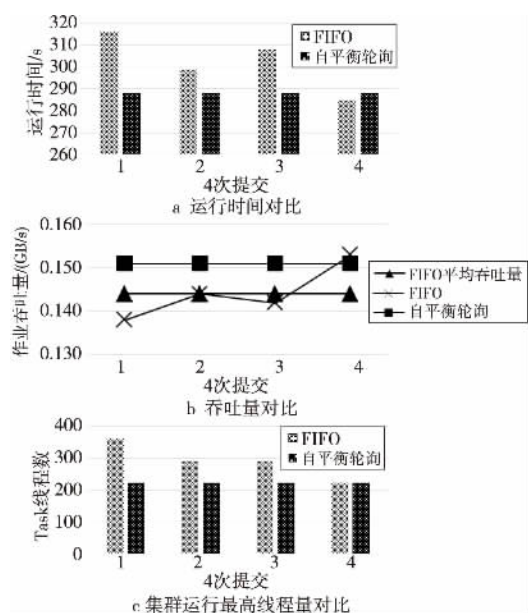 320
310
300
290
280
270
260
运行时间/s
FIFO
自平衡轮询
1 2 3 4
4次提交
a 运行时间对比
0.160
0.150
0.140
0.130
作业吞吐量/(GB/s)
FIFO平均吞吐量
FIFO
自平衡轮询
1 2 3 4
4次提交
b 吞吐量对比
400
300
200
100
0
Task线程数
FIFO
自平衡轮询
1 2 3 4
4次提交
c 集群运行最高线程量对比